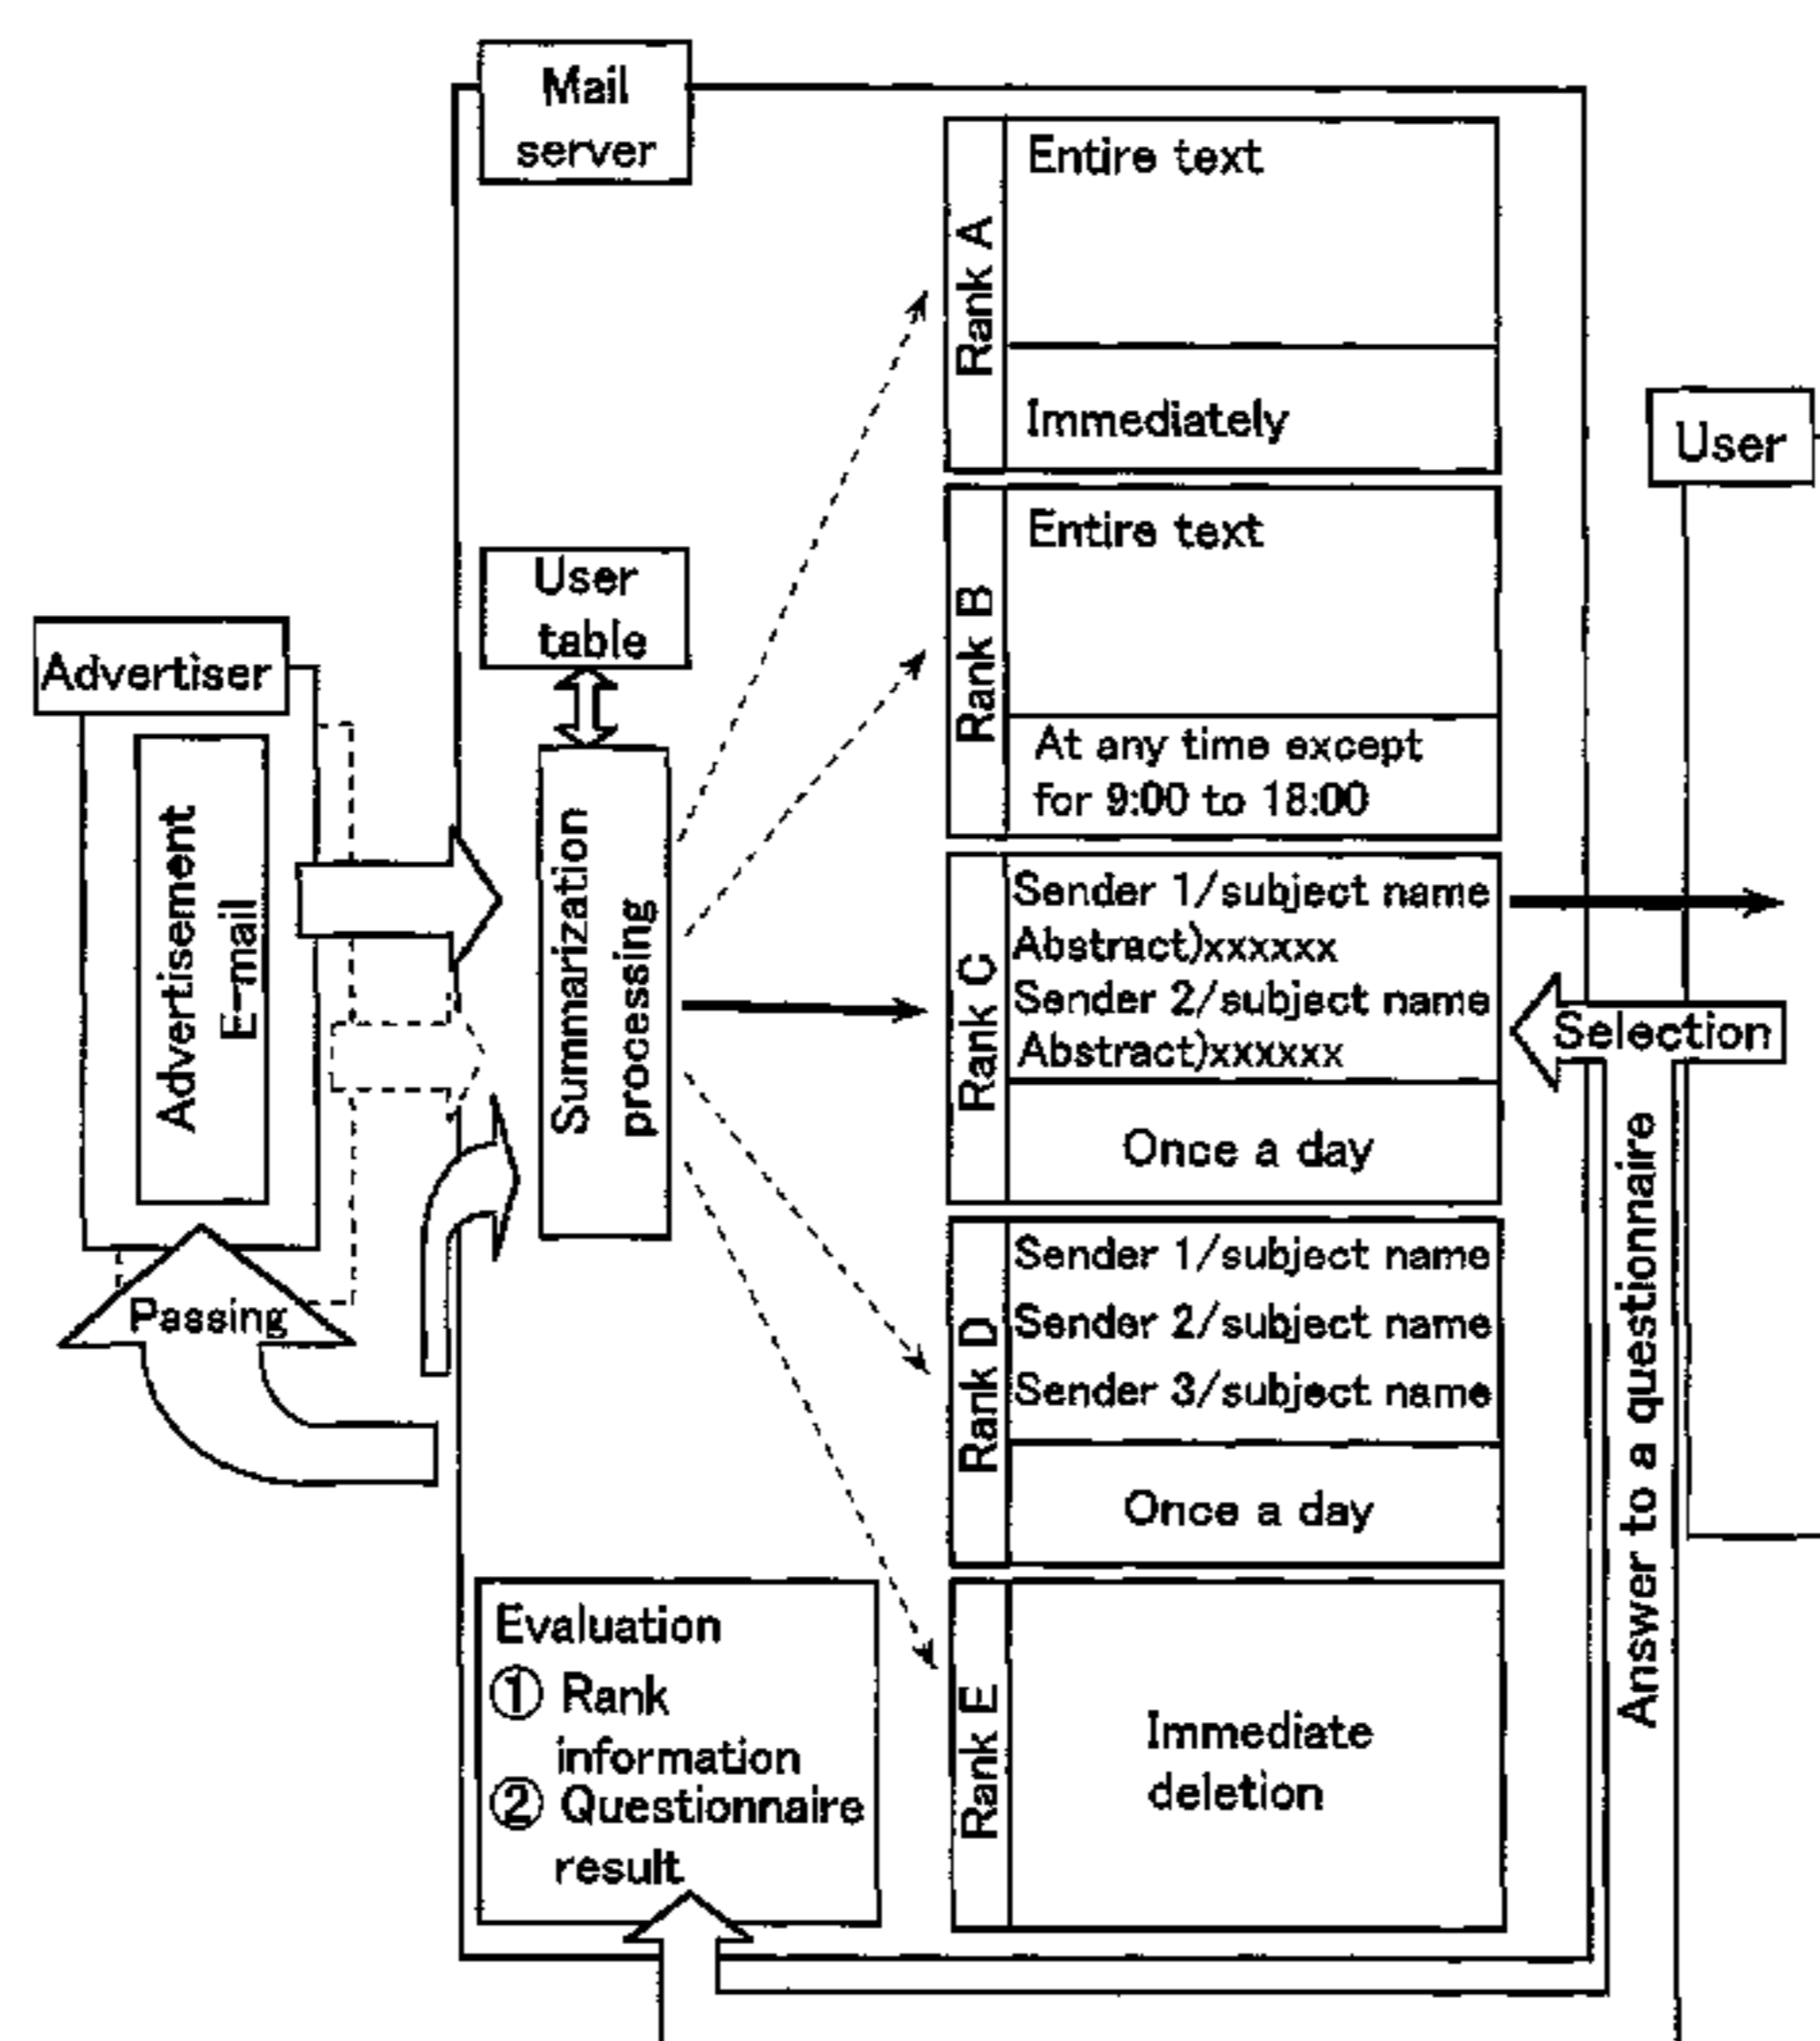 Mail
server
Rank A
Entire text
Immediately
User
Rank B
Entire text
At any time except
for 9:00 to 18:00
User
table
Advertiser
Advertisement
E-mail
Summarization
processing
Rank C
Sender 1/subject name
Abstract)xxxxxx
Sender 2/subject name
Abstract)xxxxxx
Once a day
Selection
Answer to a questionnaire
Passing
Rank D
Sender 1/subject name
Sender 2/subject name
Sender 3/subject name
Once a day
Evaluation
① Rank
information
② Questionnaire
result
Rank E
Immediate
deletion